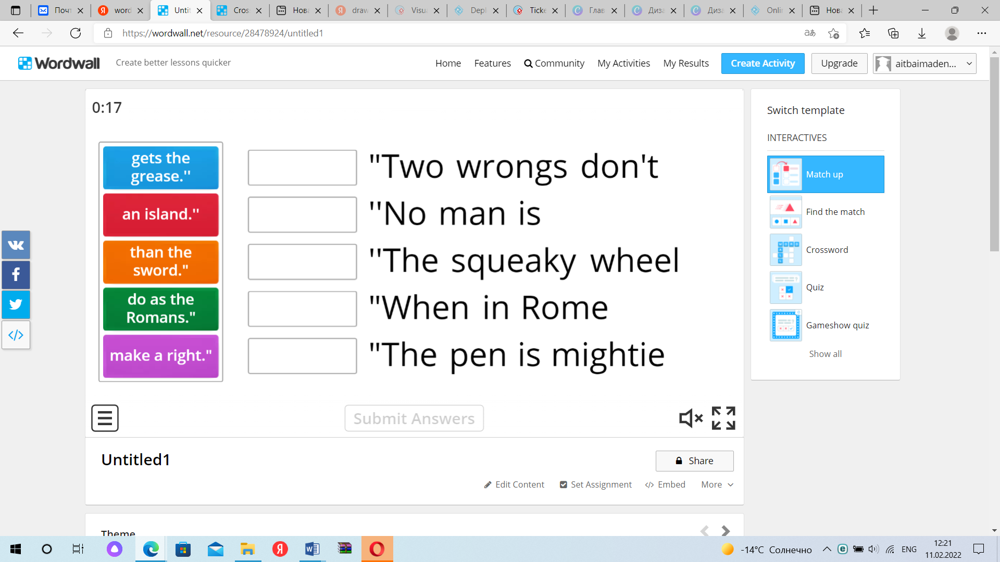 Почт
word
Untit
Cros
Нова
draw
Visua
Depl
Ticke
Глав
Диза
Диза
Onlin
Нова
https://wordwall.net/resource/28478924/untitled1
Wordwall
Create better lessons quicker
Home
Features
Community
My Activities
My Results
Create Activity
Upgrade
aitbaimaden...
0:17
gets the
grease.''
an island.''
than the
sword."
do as the
Romans."
make a right."
"Two wrongs don't
''No man is
''The squeaky wheel
"When in Rome
"The pen is mightie
Submit Answers
Switch template
INTERACTIVES
Match up
Find the match
Crossword
Quiz
Gameshow quiz
Show all
Untitled1
Share
Edit Content
Set Assignment
Embed
More
Theme
-14°C Солнечно
ENG
12:21
11.02.2022